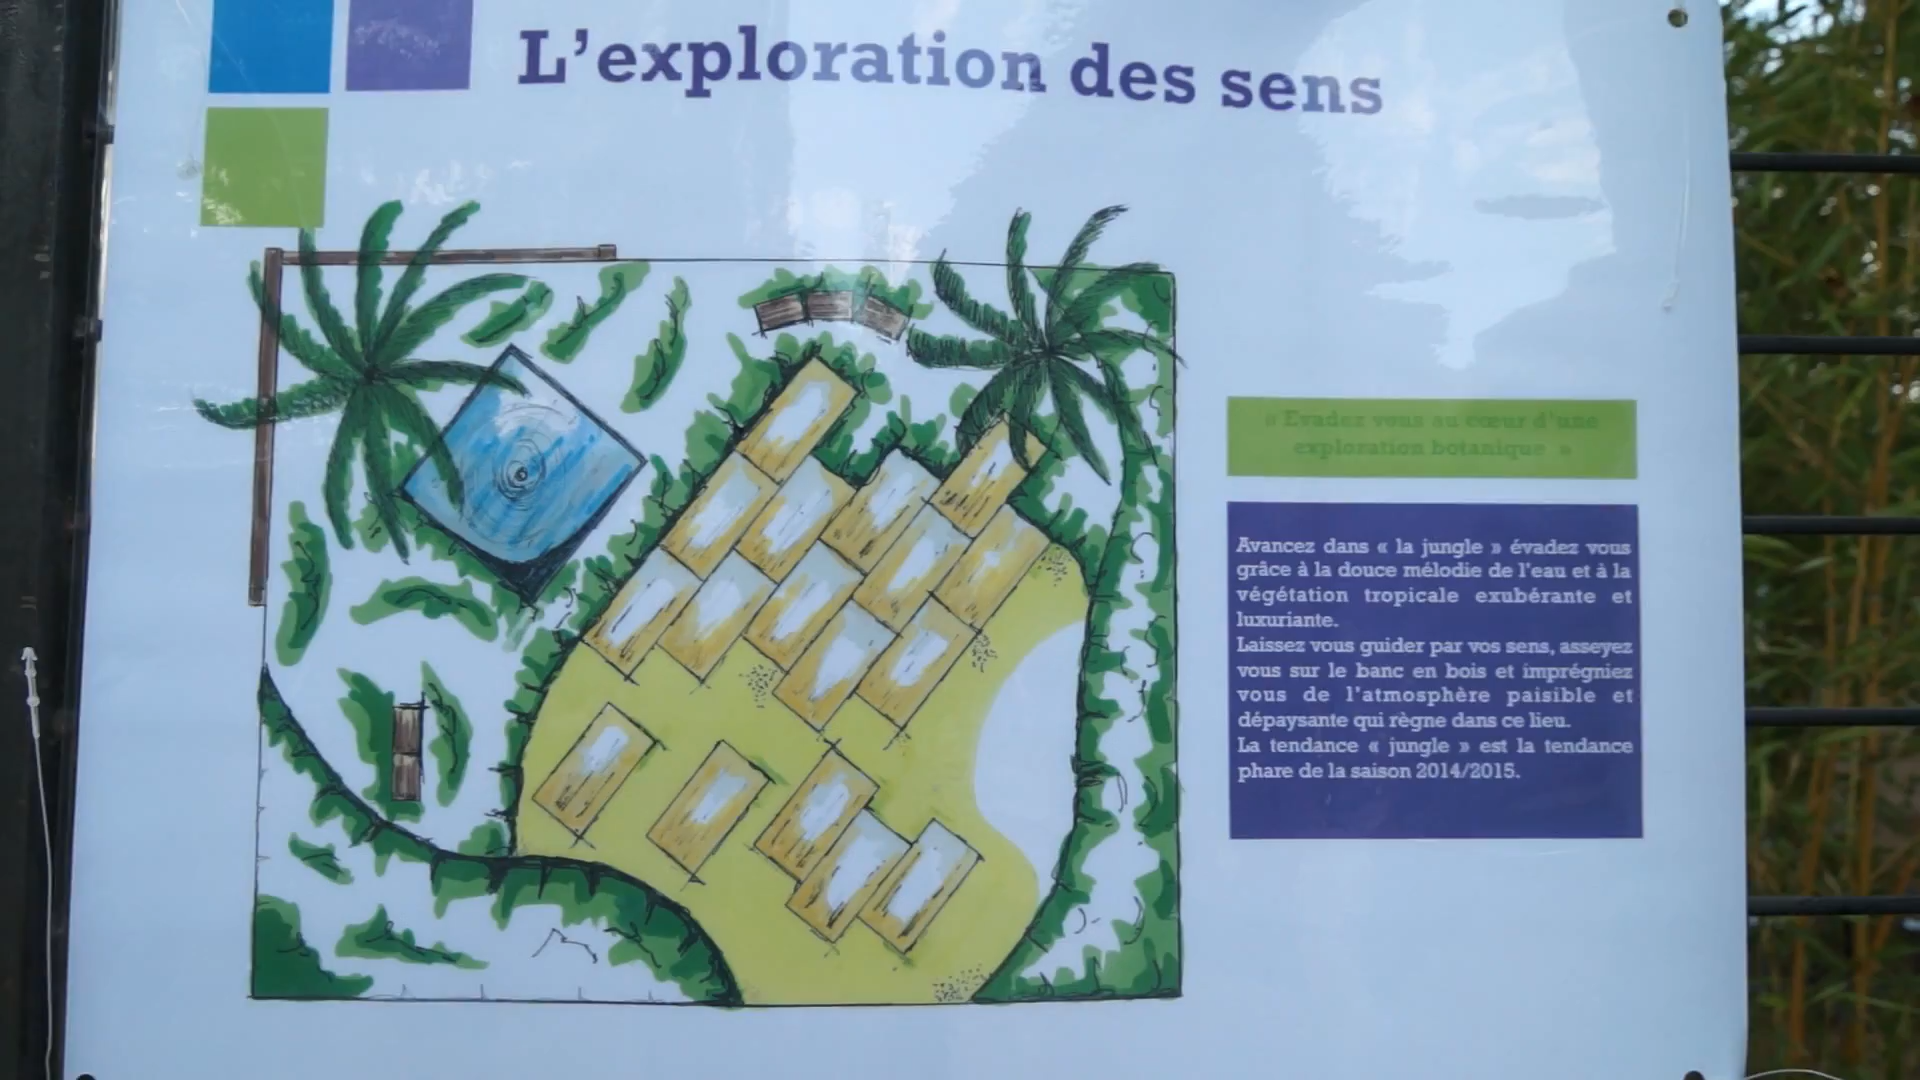 L'exploration des sens
« Evadez vous au cœur d'une
exploration botanique »
Avancez dans « la jungle » évadez vous
grâce à la douce mélodie de l'eau et à la
végétation tropicale exubérante et
luxuriante.
Laissez vous guider par vos sens, asseyez
vous sur le banc en bois et imprégniez
vous de l'atmosphère paisible et
dépaysante qui règne dans ce lieu.
La tendance « jungle » est la tendance
phare de la saison 2014/2015.